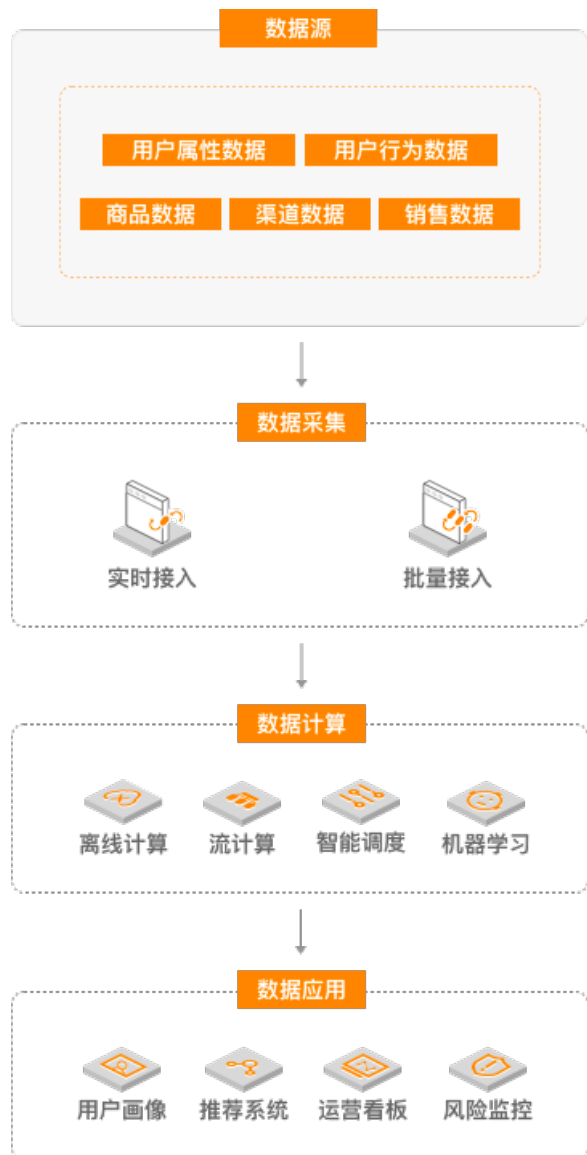 数据源
用户属性数据 用户行为数据
商品数据 渠道数据 销售数据
数据采集
实时接入 批量接入
数据计算
离线计算 流计算 智能调度 机器学习
数据应用
用户画像 推荐系统 运营看板 风险监控